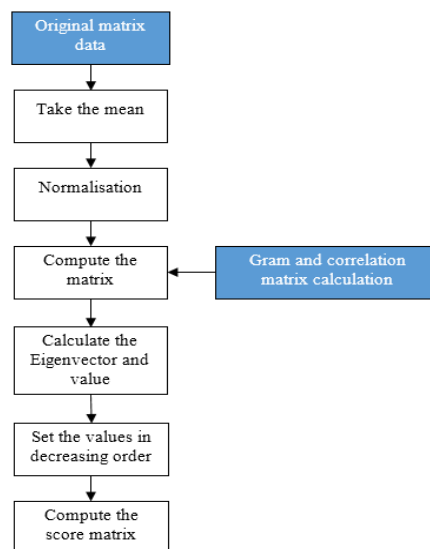 Original matrix
data
Take the mean
Normalisation
Compute the
matrix
Gram and correlation
matrix calculation
Calculate the
Eigenvector and
value
Set the values in
decreasing order
Compute the
score matrix